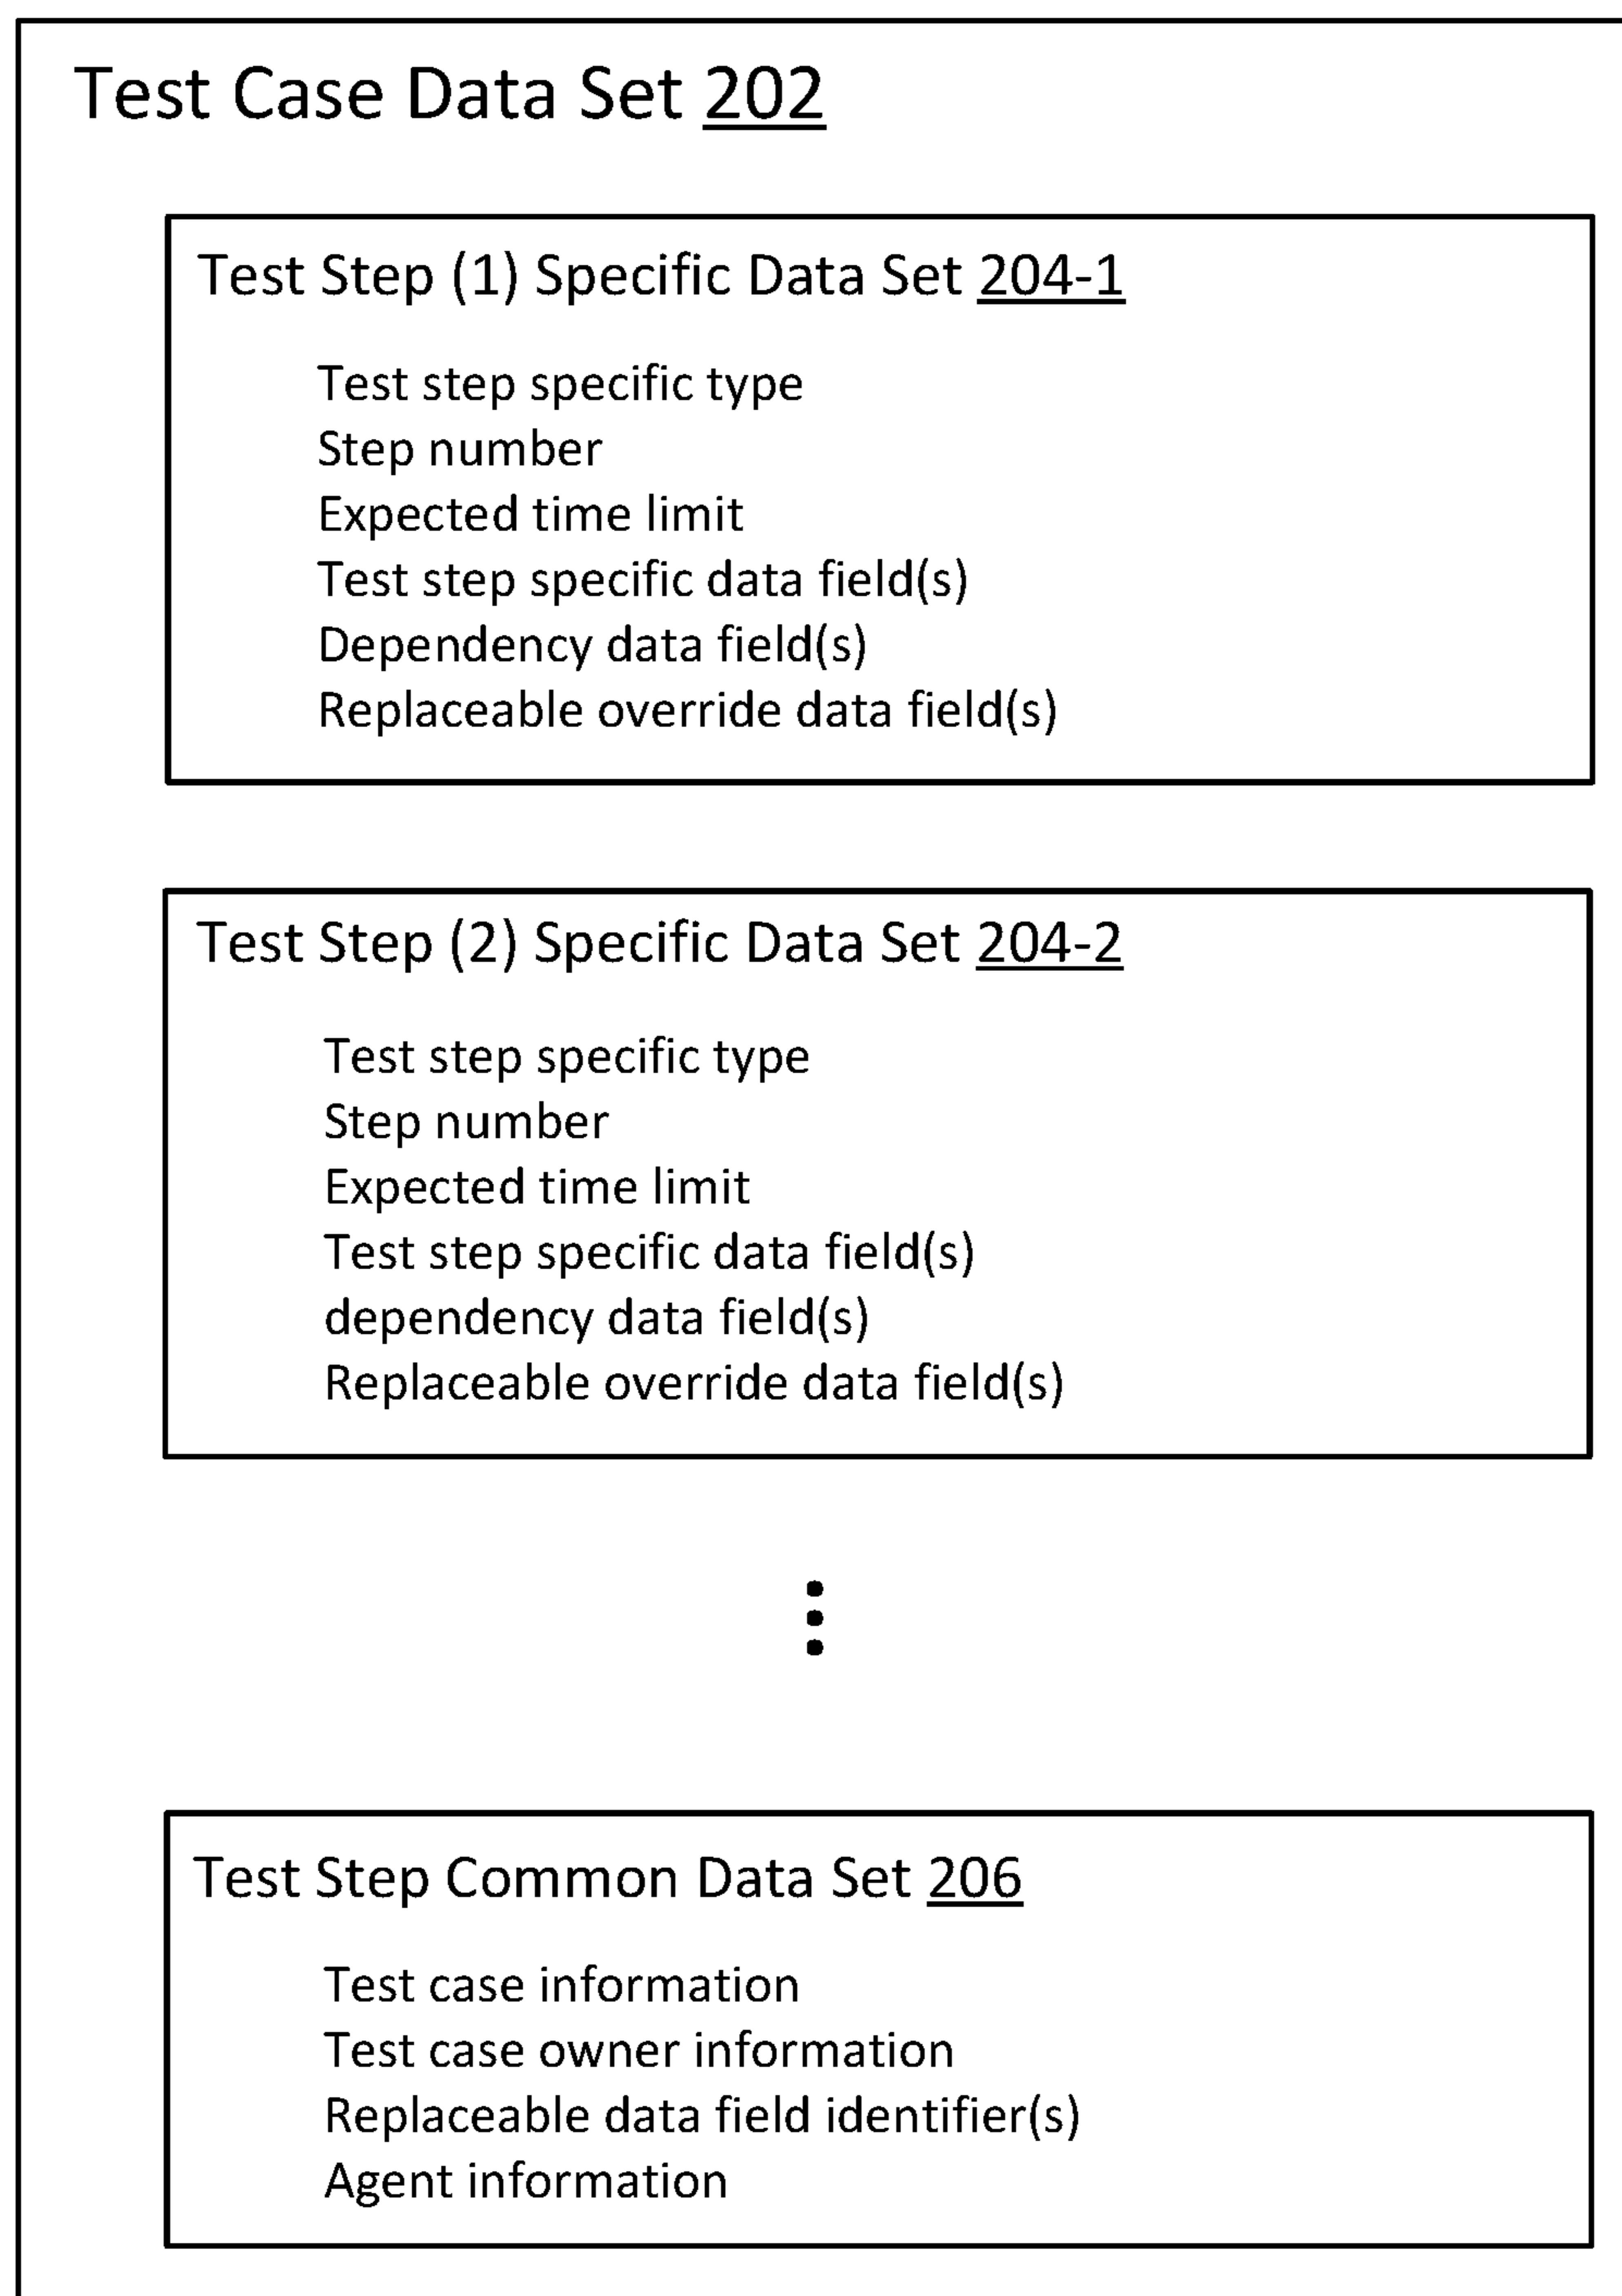 Test Case Data Set 202
Test Step (1) Specific Data Set 204-1
Test step specific type
Step number
Expected time limit
Test step specific data field(s)
Dependency data field(s)
Replaceable override data field(s)
Test Step (2) Specific Data Set 204-2
Test step specific type
Step number
Expected time limit
Test step specific data field(s)
dependency data field(s)
Replaceable override data field(s)
Test Step Common Data Set 206
Test case information
Test case owner information
Replaceable data field identifier(s)
Agent information